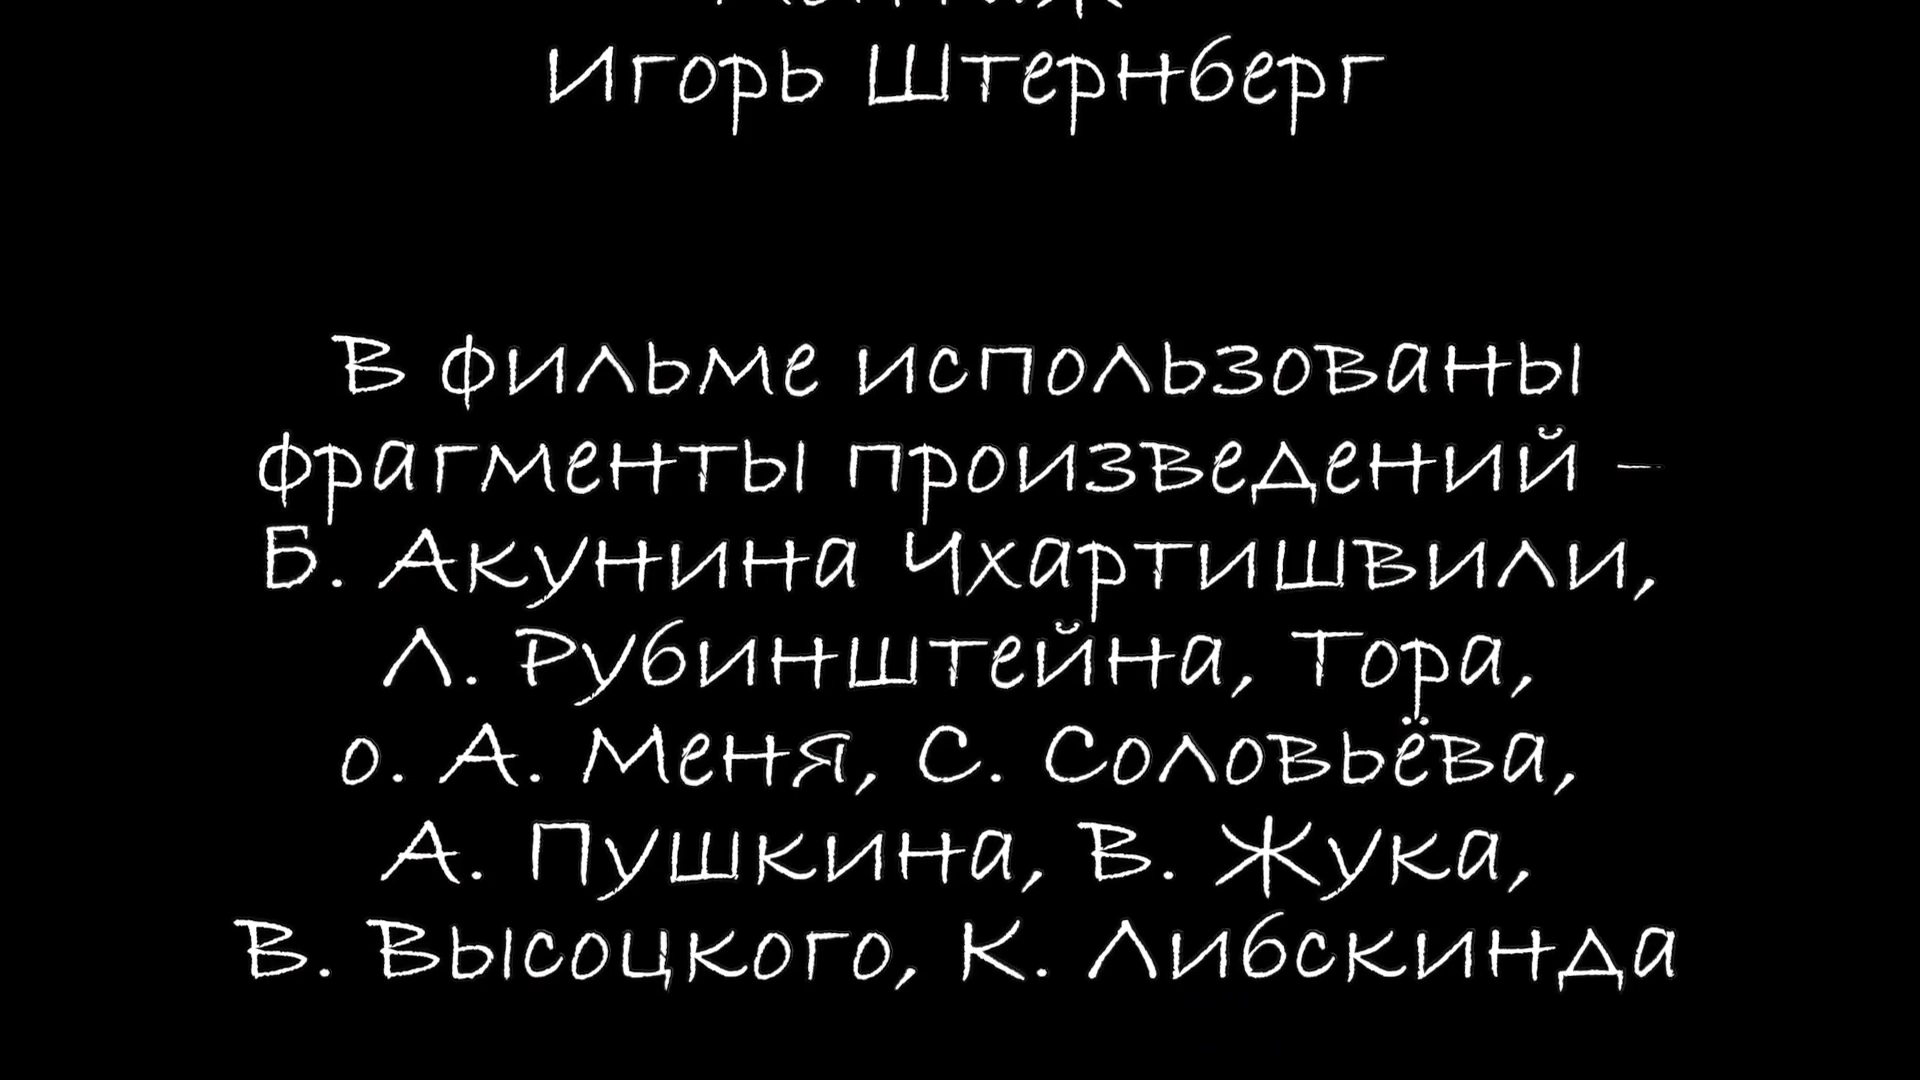 Игорь Штернберг
В фильме использованы
фрагменты произведений –
Б. Акунина Чхартишвили,
Л. Рубинштейна, Тора,
о. А. Меня, С. Соловьёва,
А. Пушкина, В. Жука,
В. Высоцкого, К. Либскинда